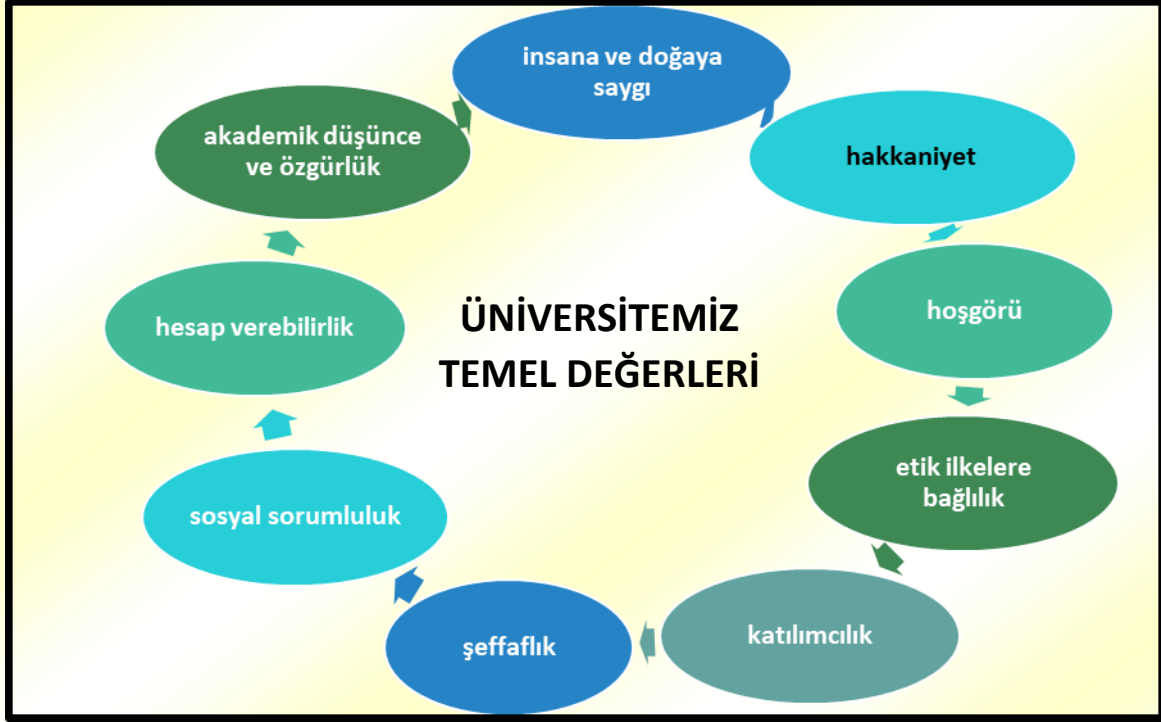 insana ve doğaya
saygı
hakkaniyet
hoşgörü
etik ilkelere
bağlılık
katılımcılık
şeffaflık
sosyal sorumluluk
hesap verebilirlik
akademik düşünce
ve özgürlük
ÜNİVERSİTEMİZ
TEMEL DEĞERLERİ